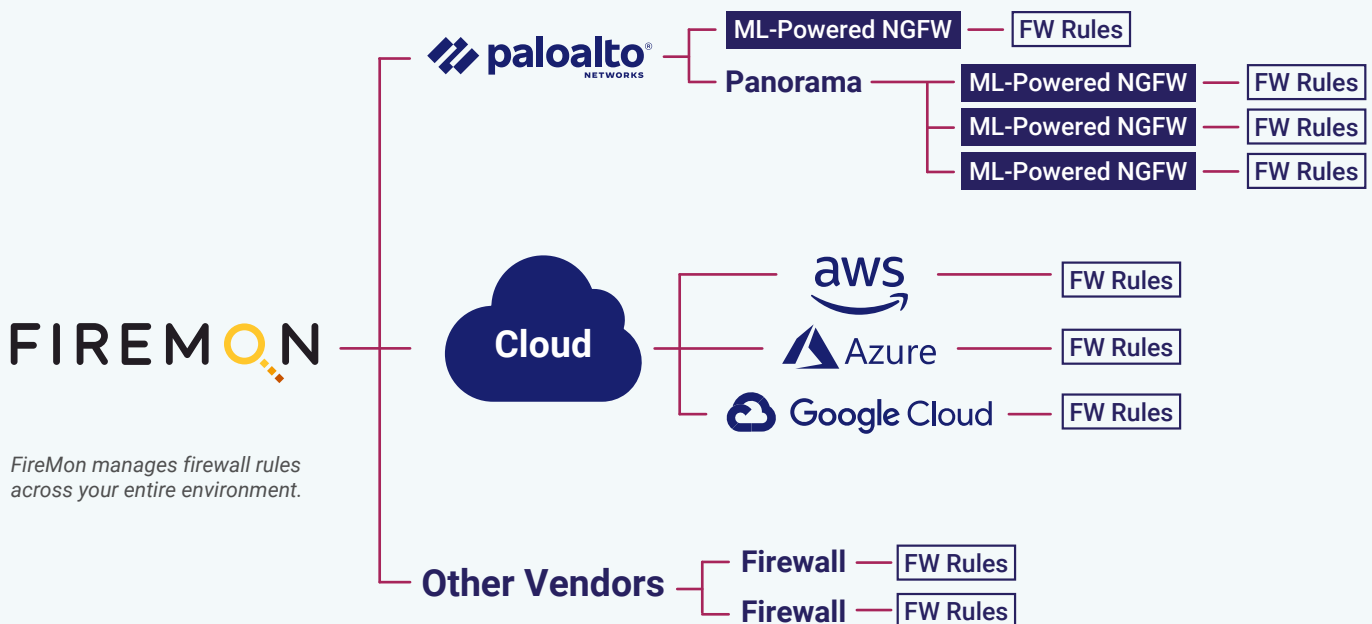 paloalto®
NETWORKS
ML-Powered NGFW
FW Rules
Panorama
ML-Powered NGFW
FW Rules
ML-Powered NGFW
FW Rules
ML-Powered NGFW
FW Rules
FIREMON
Cloud
aws
FW Rules
Azure
FW Rules
Google Cloud
FW Rules
FireMon manages firewall rules
across your entire environment.
Other Vendors
Firewall
FW Rules
Firewall
FW Rules